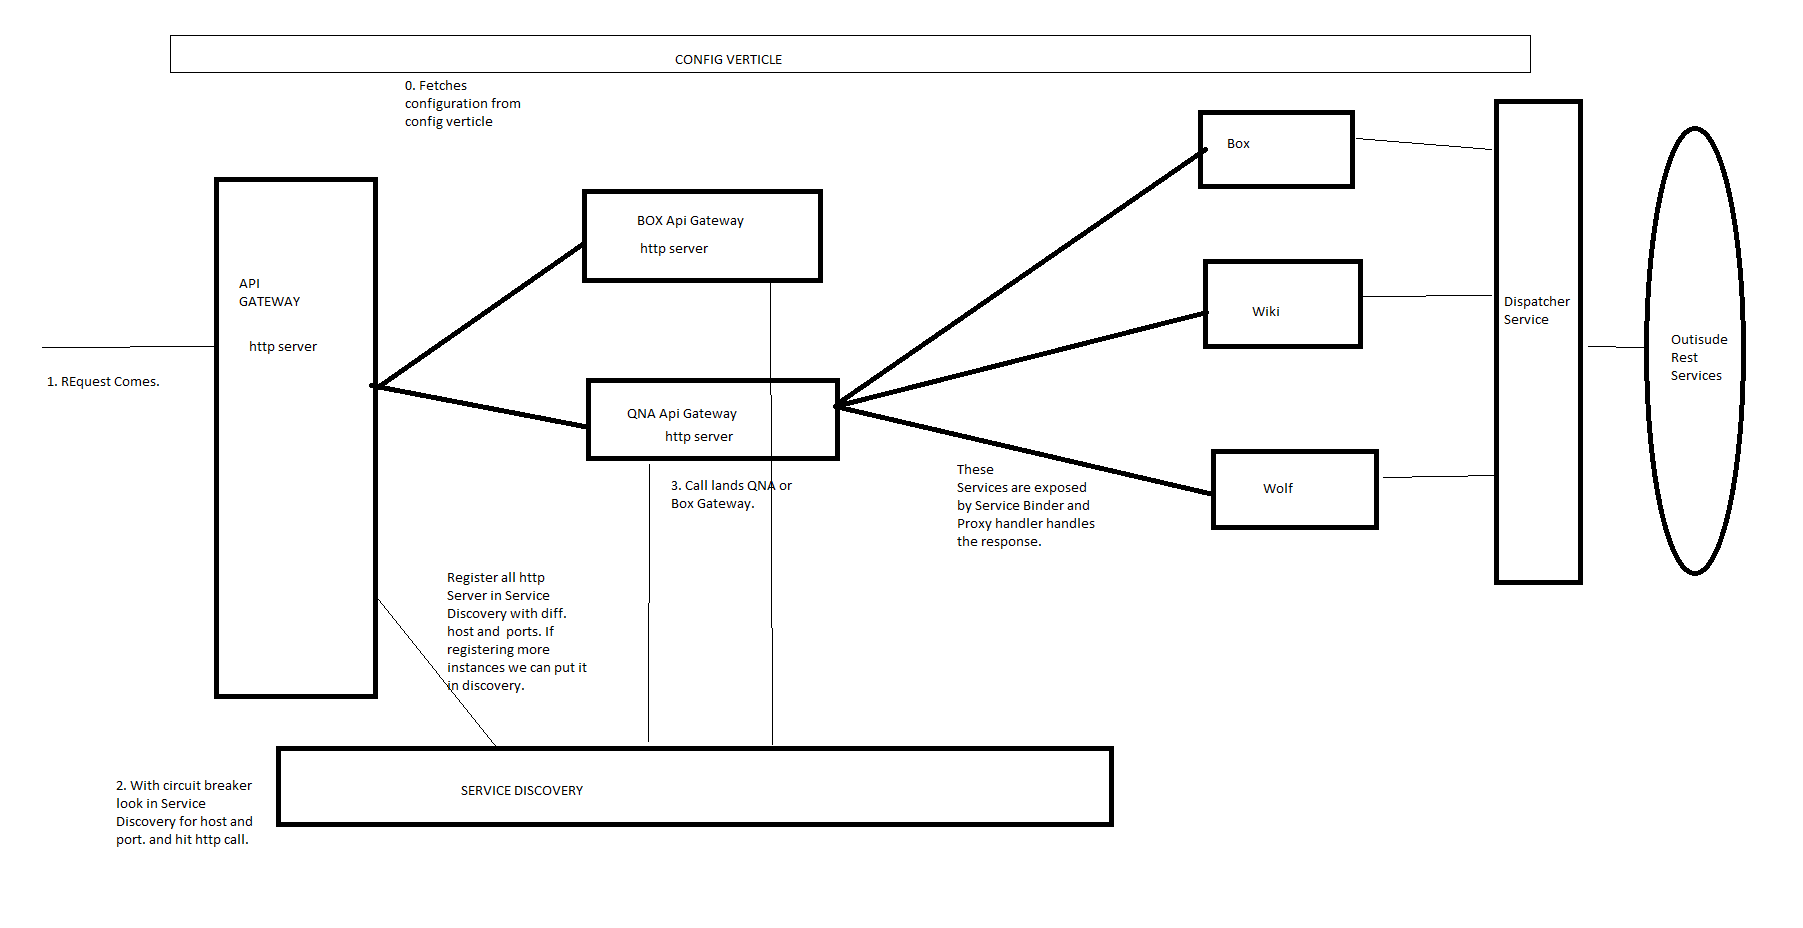 CONFIG VERTICLE
0. Fetches
configuration from
config verticle
API
GATEWAY
http server
1. REquest Comes.
BOX Api Gateway
http server
QNA Api Gateway
http server
3. Call lands QNA or
Box Gateway.
Register all http
Server in Service
Discovery with diff.
host and  ports. If
registering more
instances we can put it
in discovery.
These
Services are exposed
by Service Binder and
Proxy handler handles
the response.
Box
Wiki
Wolf
Dispatcher
Service
Outisude
Rest
Services
2. With circuit breaker
look in Service
Discovery for host and
port. and hit http call.
SERVICE DISCOVERY